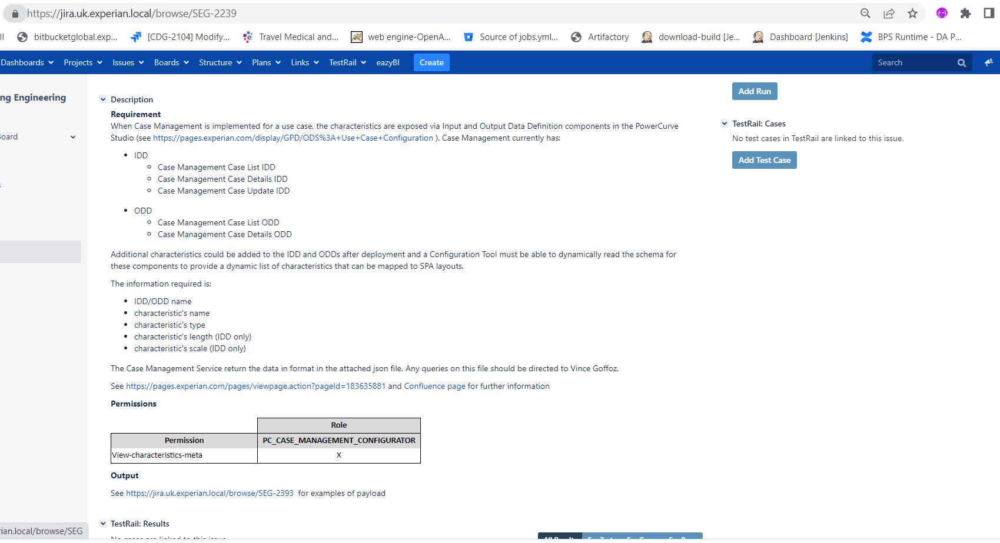 https://jira.uk.experian.local/browse/SEG-2239
bitbucketglobal.exp...
[CDG-2104] Modify...
Travel Medical and...
web engine-OpenA...
Source of jobs.yml...
Artifactory
download-build [Je...
Dashboard [Jenkins]
BPS Runtime - DA P...
Dashboards
Projects
Issues
Boards
Structure
Plans
Links
TestRail
eazyBI
Create
Search
ng Engineering
oard
Description
Requirement
When Case Management is implemented for a use case, the characteristics are exposed via Input and Output Data Definition components in the PowerCurve
Studio (see https://pages.experian.com/display/GPD/ODS%3A+Use+Case+Configuration ). Case Management currently has:
IDD
Case Management Case List IDD
Case Management Case Details IDD
Case Management Case Update IDD
ODD
Case Management Case List ODD
Case Management Case Details ODD
Additional characteristics could be added to the IDD and ODDs after deployment and a Configuration Tool must be able to dynamically read the schema for
these components to provide a dynamic list of characteristics that can be mapped to SPA layouts.
The information required is:
IDD/ODD name
characteristic's name
characteristic's type
characteristic's length (IDD only)
characteristic's scale (IDD only)
The Case Management Service return the data in format in the attached json file. Any queries on this file should be directed to Vince Goffoz.
See https://pages.experian.com/pages/viewpage.action?pageId=183635881 and Confluence page for further information
Permissions
Role
Permission PC_CASE_MANAGEMENT_CONFIGURATOR
View-characteristics-meta X
Output
See https://jira.uk.experian.local/browse/SEG-2393 for examples of payload
TestRail: Results
Add Run
TestRail: Cases
No test cases in TestRail are linked to this issue.
Add Test Case
rian.local/browse/SEG